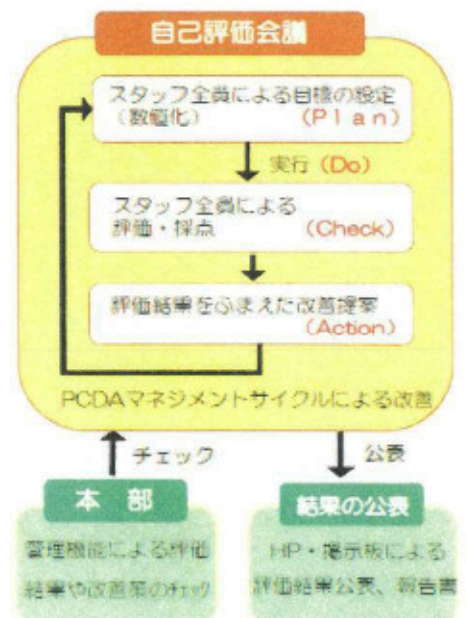 自己評価会議
スタッフ全員による目標の設定
（数値化） （Ｐｌａｎ）
実行（Do）
スタッフ全員による
評価・採点 （Check）
評価結果をふまえた改善提案
（Action）
PCDAマネジメントサイクルによる改善
チェック
公表
本 部
管理機能による評価
結果や改善策のチェック
結果の公表
HP・掲示板による
評価結果公表、報告書